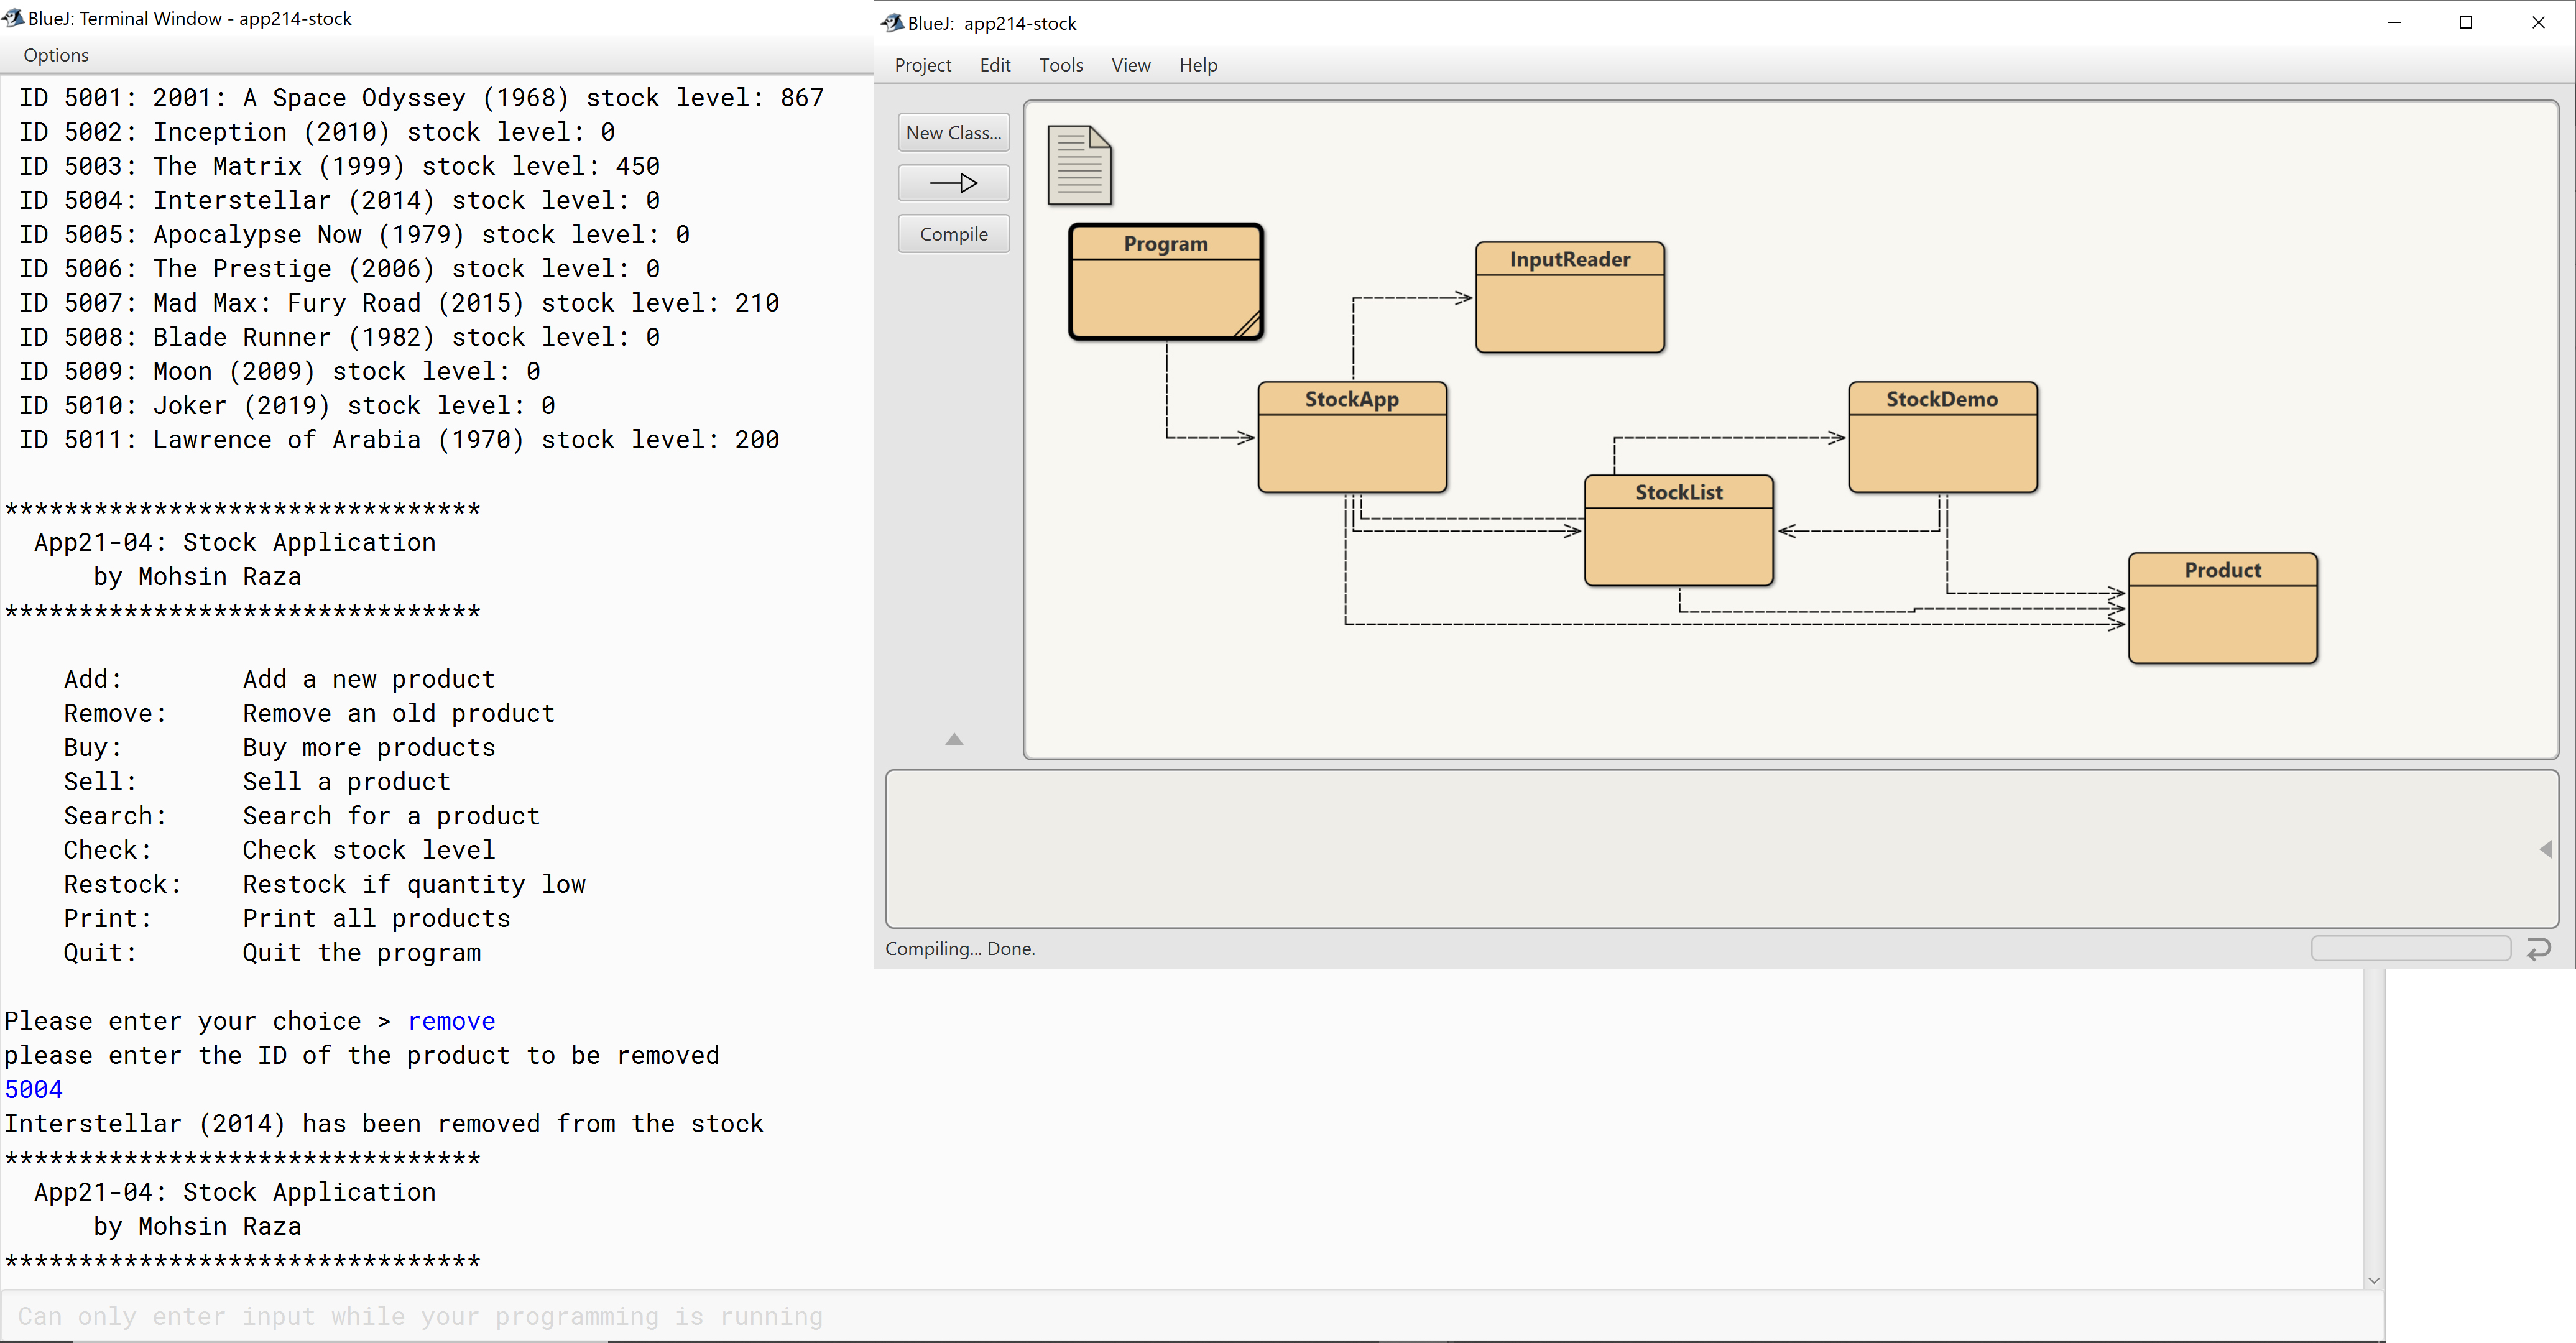 BlueJ: Terminal Window - app214-stock
Options
ID 5001: 2001: A Space Odyssey (1968) stock level: 867
ID 5002: Inception (2010) stock level: 0
ID 5003: The Matrix (1999) stock level: 450
ID 5004: Interstellar (2014) stock level: 0
ID 5005: Apocalypse Now (1979) stock level: 0
ID 5006: The Prestige (2006) stock level: 0
ID 5007: Mad Max: Fury Road (2015) stock level: 210
ID 5008: Blade Runner (1982) stock level: 0
ID 5009: Moon (2009) stock level: 0
ID 5010: Joker (2019) stock level: 0
ID 5011: Lawrence of Arabia (1970) stock level: 200
********************************
App21-04: Stock Application
by Mohsin Raza
********************************
Add: Add a new product
Remove: Remove an old product
Buy: Buy more products
Sell: Sell a product
Search: Search for a product
Check: Check stock level
Restock: Restock if quantity low
Print: Print all products
Quit: Quit the program
Please enter your choice > remove
please enter the ID of the product to be removed
5004
Interstellar (2014) has been removed from the stock
********************************
App21-04: Stock Application
by Mohsin Raza
********************************
Can only enter input while your programming is running
BlueJ: app214-stock
Project Edit Tools View Help
New Class...
Compile
Program
InputReader
StockApp
StockDemo
StockList
Product
Compiling... Done.